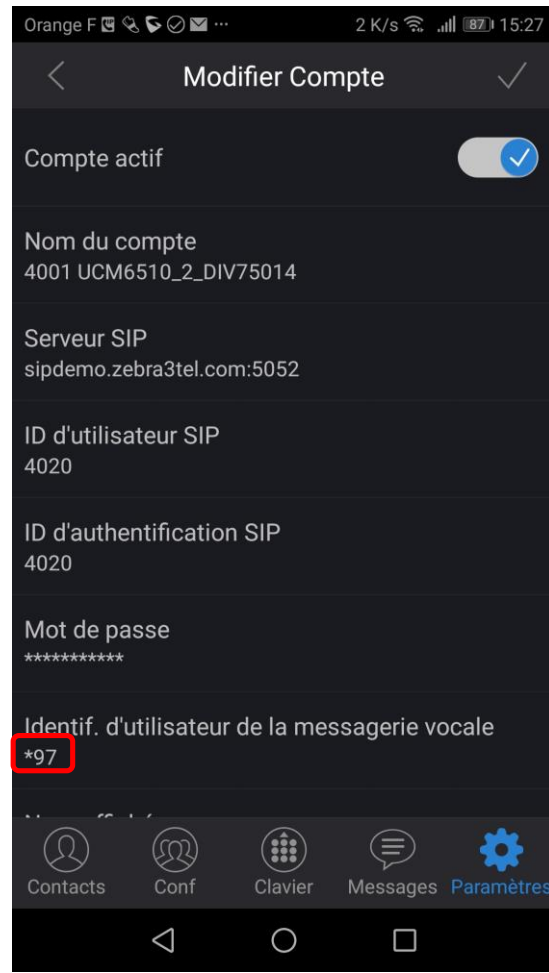 Orange F ... 2 K/s 87 15:27
Modifier Compte
Compte actif
Nom du compte
4001 UCM6510_2_DIV75014
Serveur SIP
sipdemo.zebra3tel.com:5052
ID d'utilisateur SIP
4020
ID d'authentification SIP
4020
Mot de passe
***********
Identif. d'utilisateur de la messagerie vocale
*97
Contacts Conf Clavier Messages Paramètres